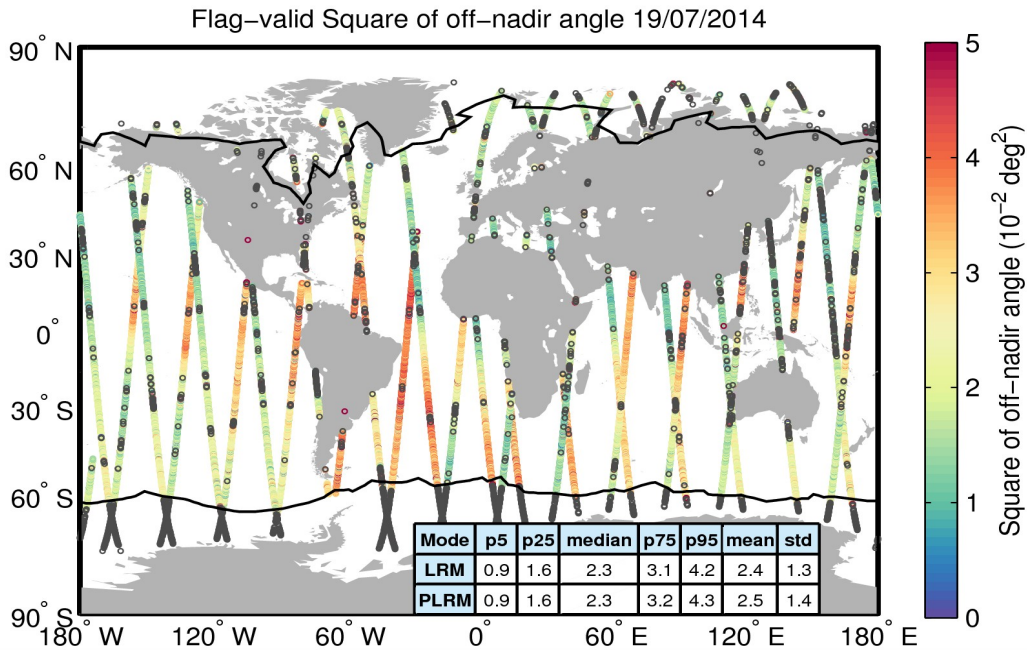 Flag−valid Square of off−nadir angle 19/07/2014
90° N
60° N
30° N
0°
30° S
60° S
90° S
180° W
120° W
60° W
0°
60° E
120° E
180° E
Mode p5 p25 median p75 p95 mean std
LRM 0.9 1.6 2.3 3.1 4.2 2.4 1.3
PLRM 0.9 1.6 2.3 3.2 4.3 2.5 1.4
5
4
3
2
1
0
Square of off−nadir angle (10⁻² deg²)